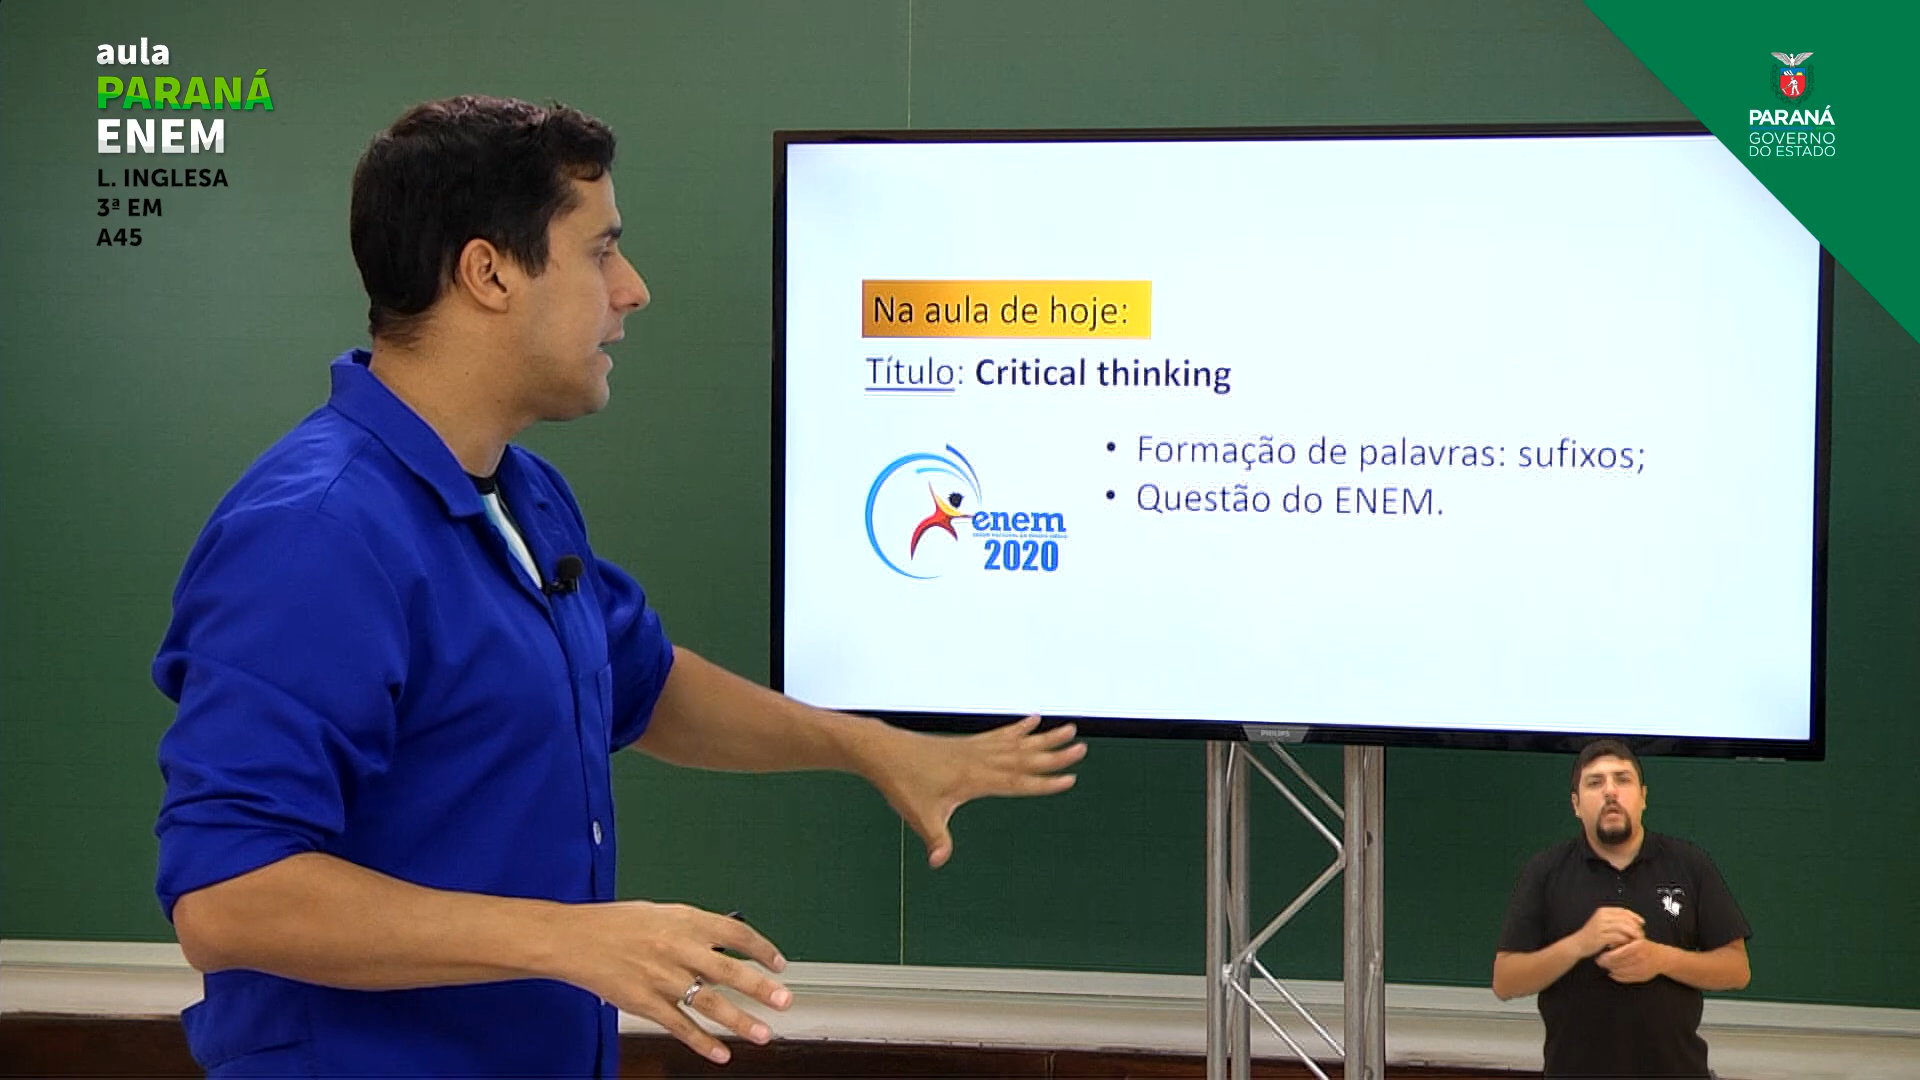 aula
PARANÁ
ENEM
L. INGLESA
3ª EM
A45
PARANÁ
GOVERNO
DO ESTADO
Na aula de hoje:
Título: Critical thinking
• Formação de palavras: sufixos;
• Questão do ENEM.
enem
2020
PHILIPS